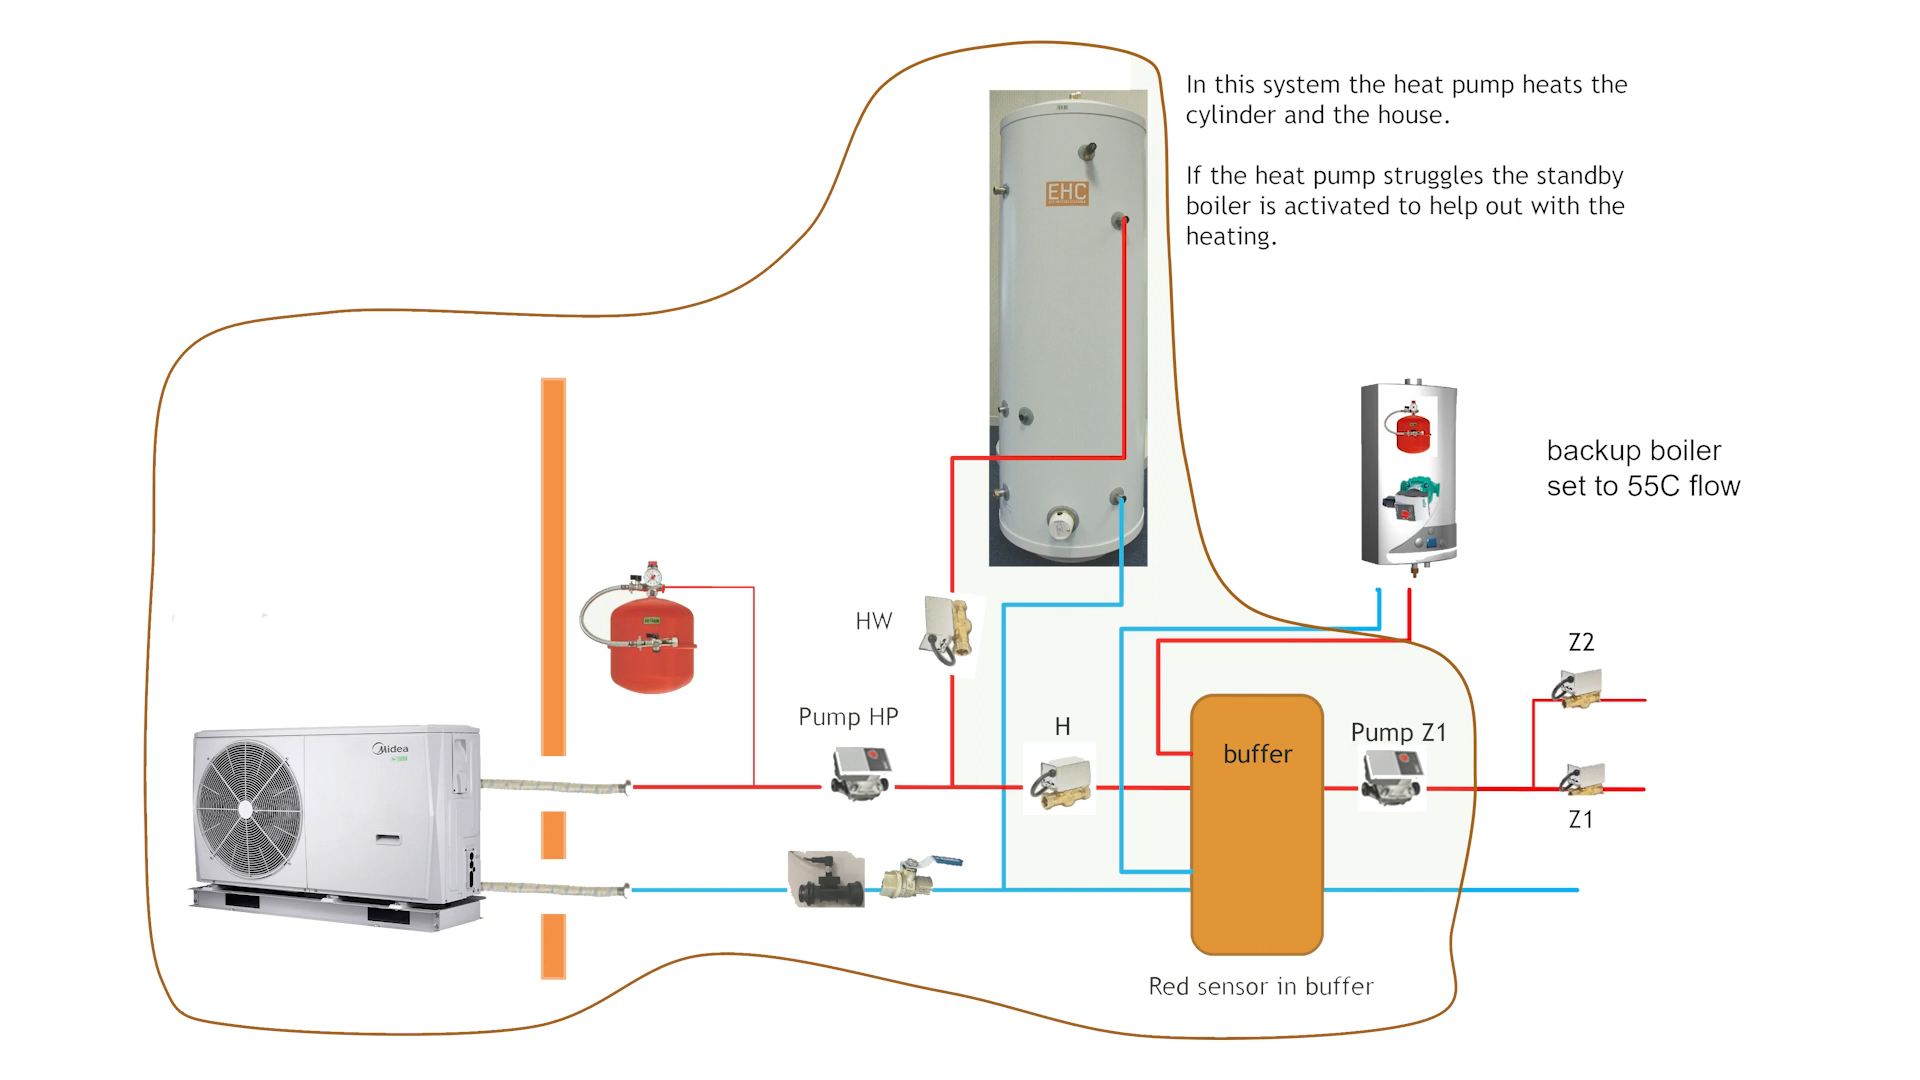 In this system the heat pump heats the
cylinder and the house.
If the heat pump struggles the standby
boiler is activated to help out with the
heating.
EHC
backup boiler
set to 55C flow
HW
Z2
Pump HP
H
Pump Z1
buffer
Midea
Z1
Red sensor in buffer